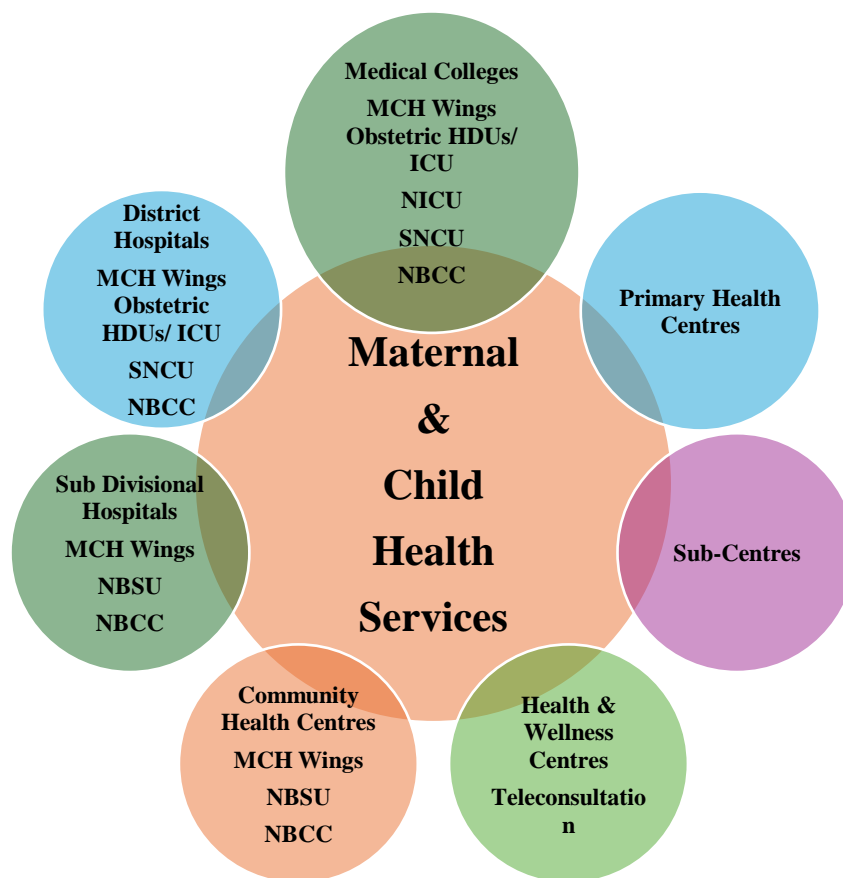 Medical Colleges
MCH Wings
Obstetric HDUs/
ICU
NICU
SNCU
NBCC
Primary Health
Centres
Sub-Centres
Health &
Wellness
Centres
Teleconsultatio
n
Community
Health Centres
MCH Wings
NBSU
NBCC
Sub Divisional
Hospitals
MCH Wings
NBSU
NBCC
District
Hospitals
MCH Wings
Obstetric
HDUs/ ICU
SNCU
NBCC
Maternal
&
Child
Health
Services